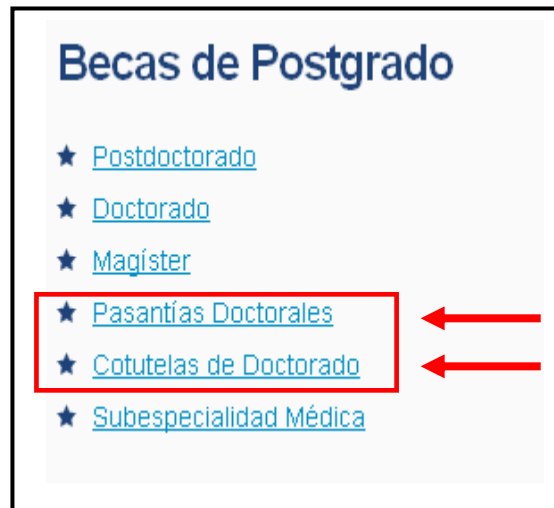 Becas de Postgrado
Postdoctorado
Doctorado
Magíster
Pasantías Doctorales
Cotutelas de Doctorado
Subespecialidad Médica